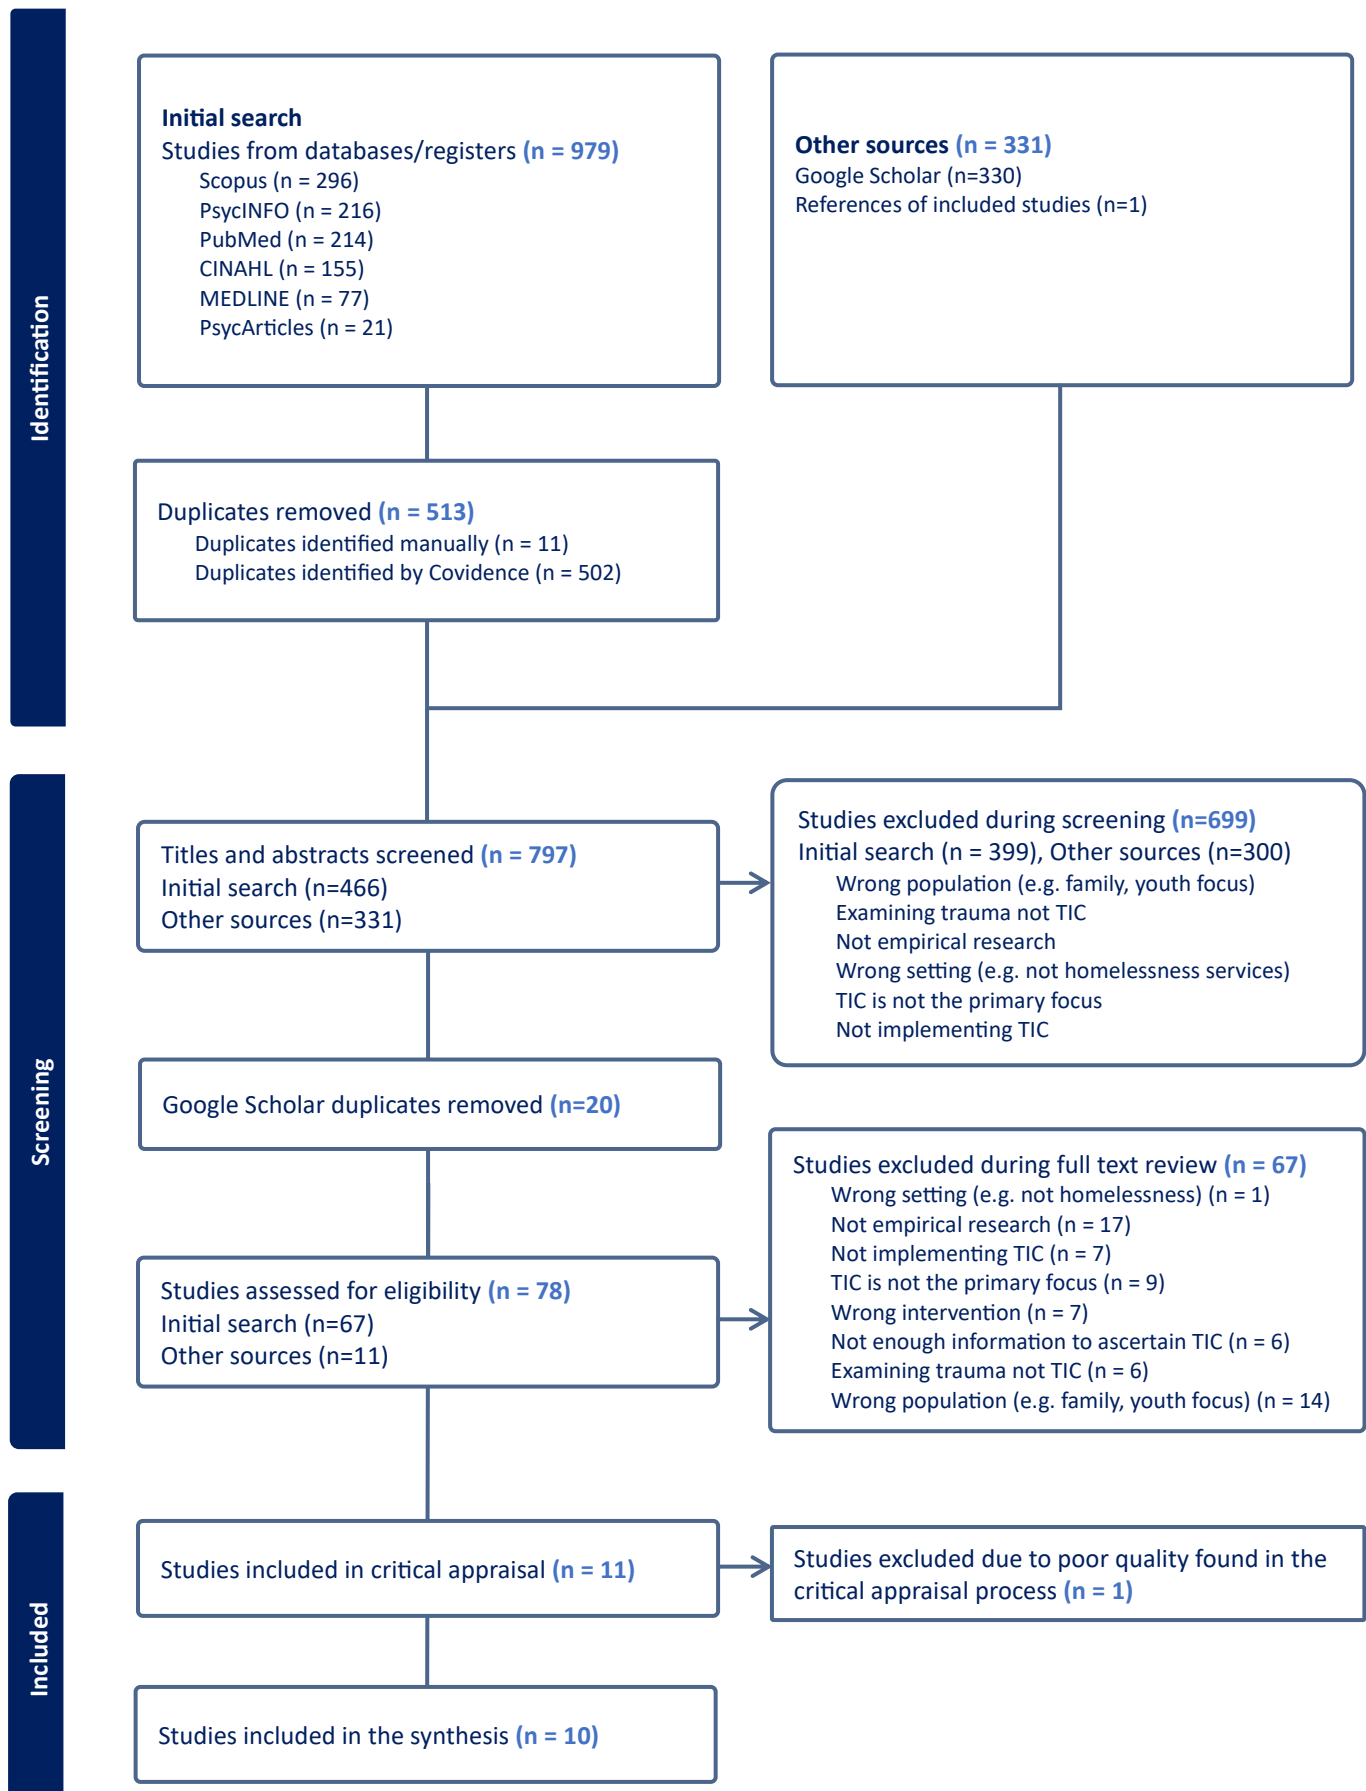 Identification
Initial search
Studies from databases/registers (n = 979)
Scopus (n = 296)
PsycINFO (n = 216)
PubMed (n = 214)
CINAHL (n = 155)
MEDLINE (n = 77)
PsycArticles (n = 21)
Other sources (n = 331)
Google Scholar (n=330)
References of included studies (n=1)
Duplicates removed (n = 513)
Duplicates identified manually (n = 11)
Duplicates identified by Covidence (n = 502)
Screening
Titles and abstracts screened (n = 797)
Initial search (n=466)
Other sources (n=331)
Studies excluded during screening (n=699)
Initial search (n = 399), Other sources (n=300)
Wrong population (e.g. family, youth focus)
Examining trauma not TIC
Not empirical research
Wrong setting (e.g. not homelessness services)
TIC is not the primary focus
Not implementing TIC
Google Scholar duplicates removed (n=20)
Studies assessed for eligibility (n = 78)
Initial search (n=67)
Other sources (n=11)
Studies excluded during full text review (n = 67)
Wrong setting (e.g. not homelessness) (n = 1)
Not empirical research (n = 17)
Not implementing TIC (n = 7)
TIC is not the primary focus (n = 9)
Wrong intervention (n = 7)
Not enough information to ascertain TIC (n = 6)
Examining trauma not TIC (n = 6)
Wrong population (e.g. family, youth focus) (n = 14)
Included
Studies included in critical appraisal (n = 11)
Studies excluded due to poor quality found in the
critical appraisal process (n = 1)
Studies included in the synthesis (n = 10)